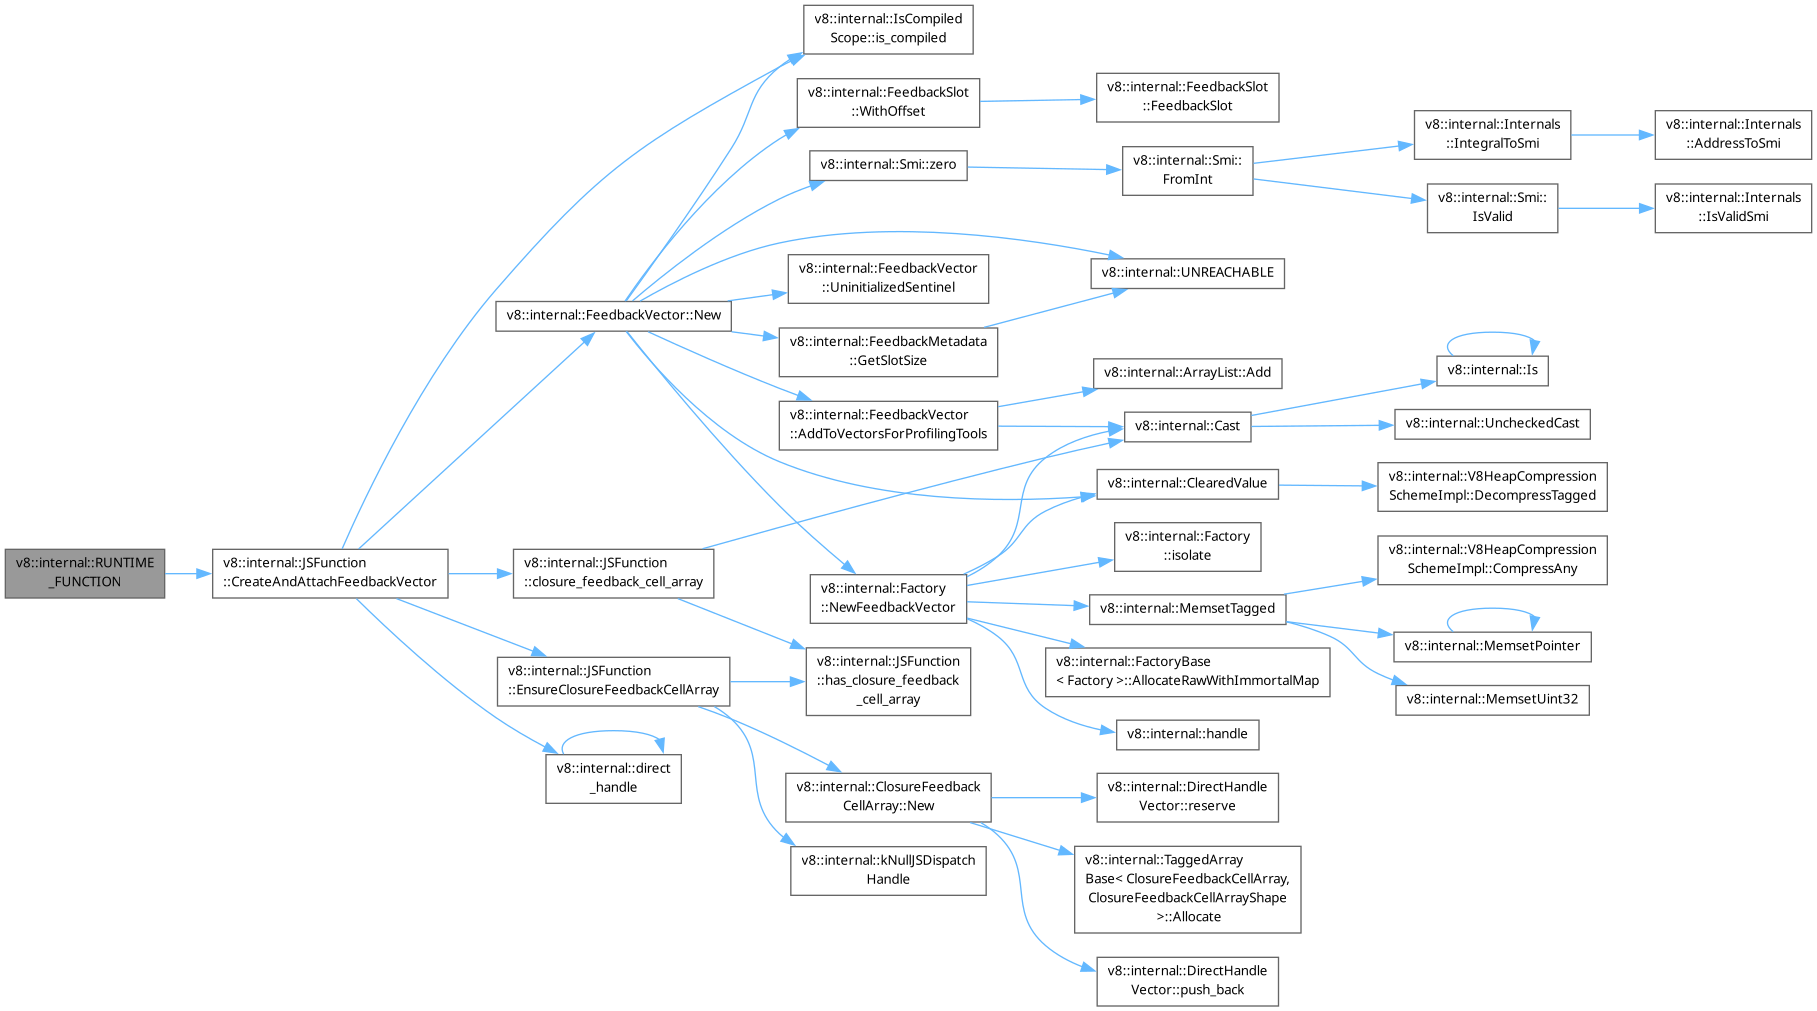 v8::internal::IsCompiled
Scope::is_compiled
v8::internal::FeedbackSlot
::WithOffset
v8::internal::FeedbackSlot
::FeedbackSlot
v8::internal::Internals
::IntegralToSmi
v8::internal::Internals
::AddressToSmi
v8::internal::Smi::zero
v8::internal::Smi::
FromInt
v8::internal::Smi::
IsValid
v8::internal::Internals
::IsValidSmi
v8::internal::FeedbackVector
::UninitializedSentinel
v8::internal::UNREACHABLE
v8::internal::FeedbackVector::New
v8::internal::FeedbackMetadata
::GetSlotSize
v8::internal::ArrayList::Add
v8::internal::Is
v8::internal::FeedbackVector
::AddToVectorsForProfilingTools
v8::internal::Cast
v8::internal::UncheckedCast
v8::internal::ClearedValue
v8::internal::V8HeapCompression
SchemeImpl::DecompressTagged
v8::internal::RUNTIME
_FUNCTION
v8::internal::JSFunction
::CreateAndAttachFeedbackVector
v8::internal::JSFunction
::closure_feedback_cell_array
v8::internal::Factory
::NewFeedbackVector
v8::internal::Factory
::isolate
v8::internal::V8HeapCompression
SchemeImpl::CompressAny
v8::internal::MemsetTagged
v8::internal::MemsetPointer
v8::internal::JSFunction
::EnsureClosureFeedbackCellArray
v8::internal::JSFunction
::has_closure_feedback
_cell_array
v8::internal::FactoryBase
< Factory >::AllocateRawWithImmortalMap
v8::internal::MemsetUint32
v8::internal::handle
v8::internal::direct
_handle
v8::internal::ClosureFeedback
CellArray::New
v8::internal::DirectHandle
Vector::reserve
v8::internal::kNullJSDispatch
Handle
v8::internal::TaggedArray
Base< ClosureFeedbackCellArray,
ClosureFeedbackCellArrayShape
>::Allocate
v8::internal::DirectHandle
Vector::push_back